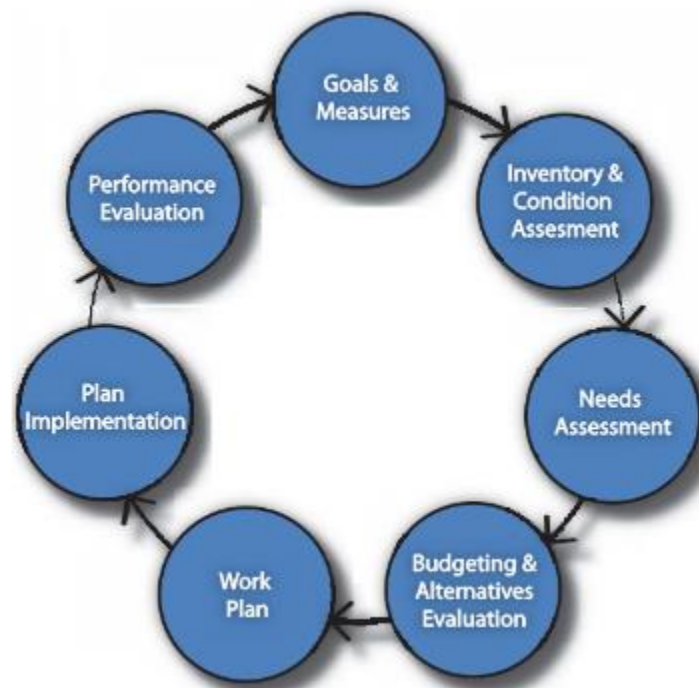 Goals &
Measures
Inventory &
Condition
Assesment
Needs
Assessment
Budgeting &
Alternatives
Evaluation
Work
Plan
Plan
Implementation
Performance
Evaluation